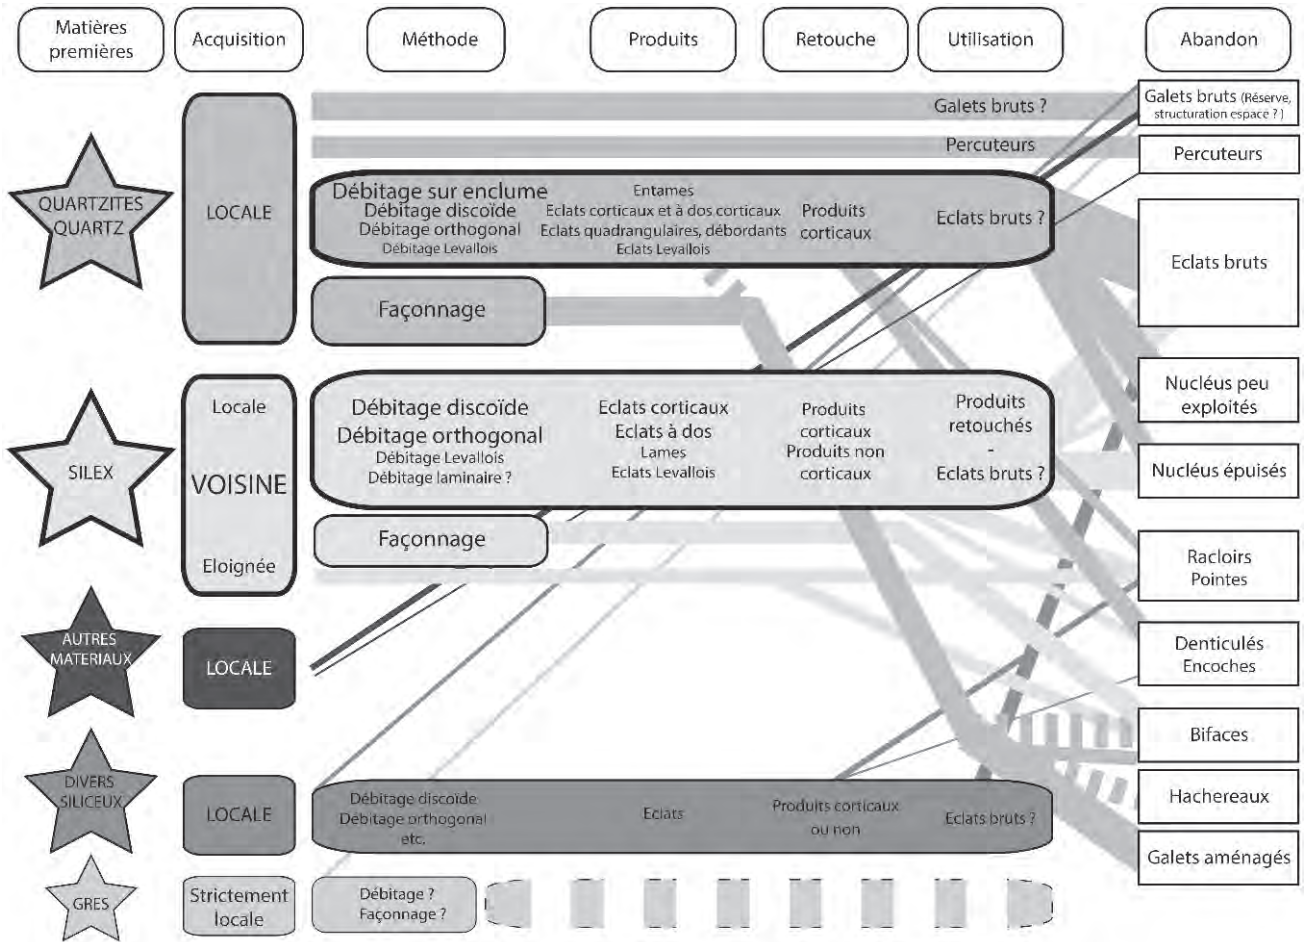 Matières
premières
Acquisition
Méthode
Produits
Retouche
Utilisation
Abandon
QUARTZITES
QUARTZ
LOCALE
Galets bruts ?
Percuteurs
Débitage sur enclume
Débitage discoïde
Débitage orthogonal
Débitage Levallois
Entames
Eclats corticaux et à dos corticaux
Eclats quadrangulaires, débordants
Eclats Levallois
Produits
corticaux
Eclats bruts ?
Façonnage
Galets bruts (Réserve,
structuration espace ? )
Percuteurs
Eclats bruts
SILEX
Locale
VOISINE
Eloignée
Débitage discoïde
Débitage orthogonal
Débitage Levallois
Débitage laminaire ?
Eclats corticaux
Eclats à dos
Lames
Eclats Levallois
Produits
corticaux
Produits non
corticaux
Produits
retouchés
-
Eclats bruts ?
Façonnage
Nucléus peu
exploités
Nucléus épuisés
Racloirs
Pointes
AUTRES
MATERIAUX
LOCALE
Denticulés
Encoches
Bifaces
DIVERS
SILICEUX
LOCALE
Débitage discoïde
Débitage orthogonal
etc.
Eclats
Produits corticaux
ou non
Eclats bruts ?
Hachereaux
Galets aménagés
GRES
Strictement
locale
Débitage ?
Façonnage ?